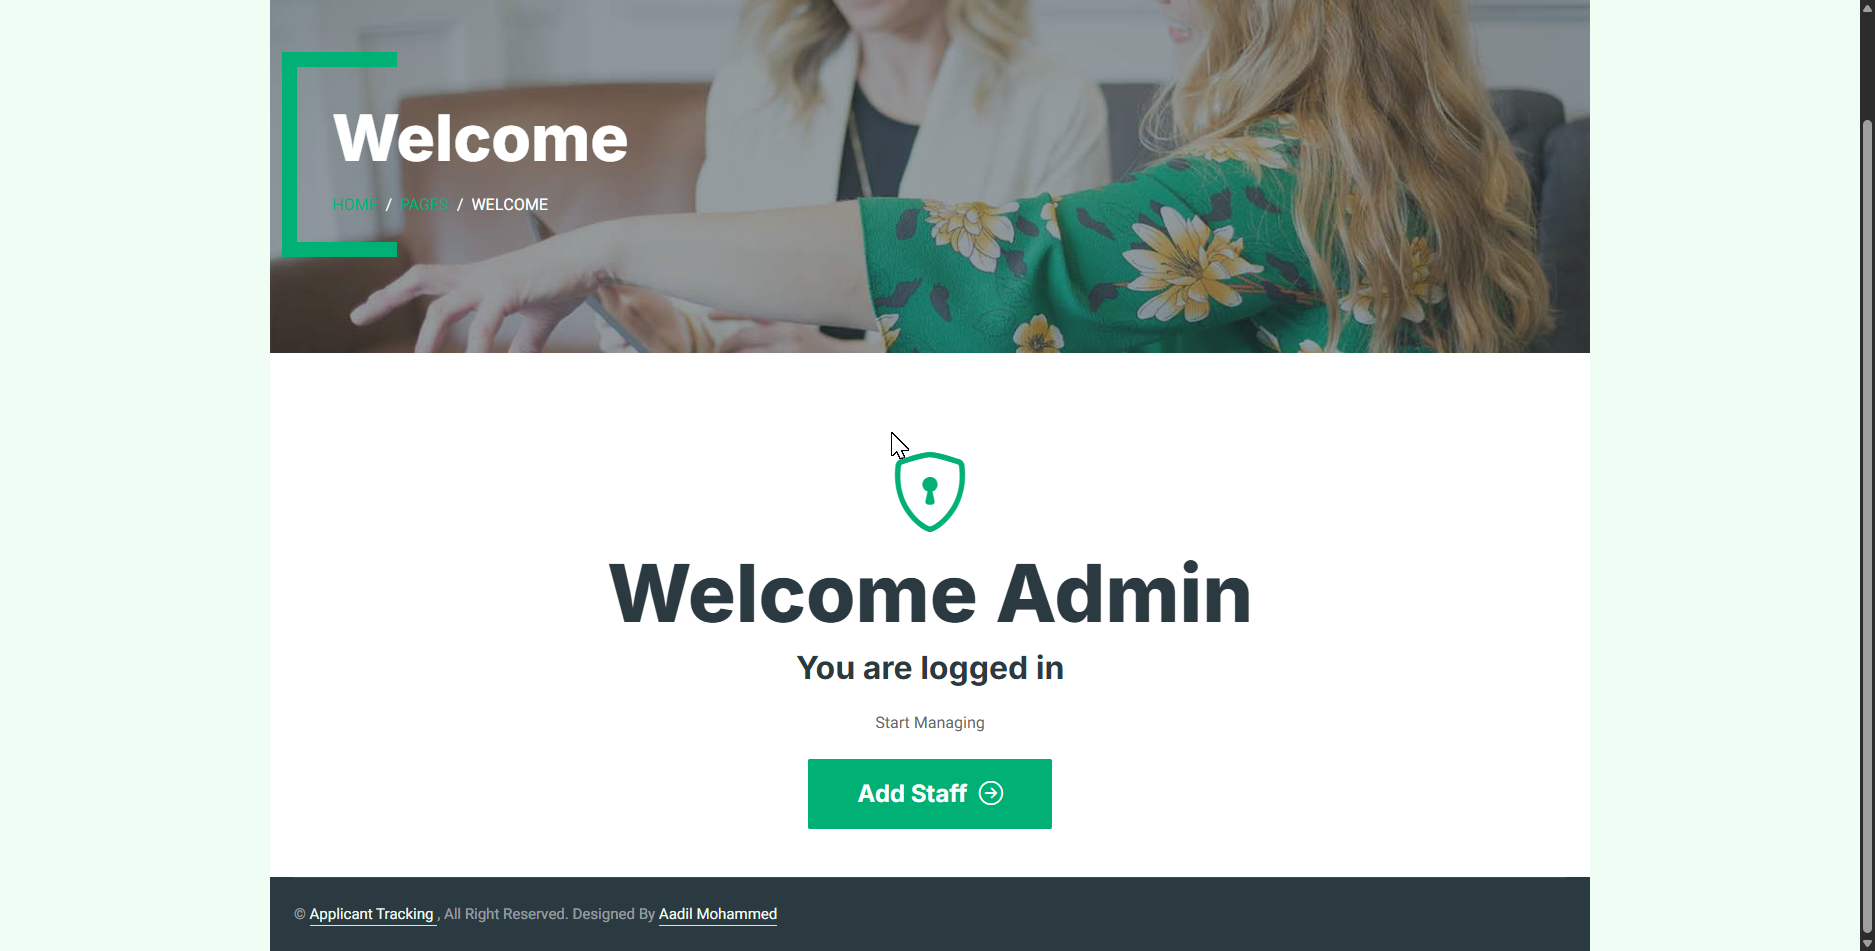 Welcome
HOME / PAGES / WELCOME
Welcome Admin
You are logged in
Start Managing
Add Staff
© Applicant Tracking , All Right Reserved. Designed By Aadil Mohammed